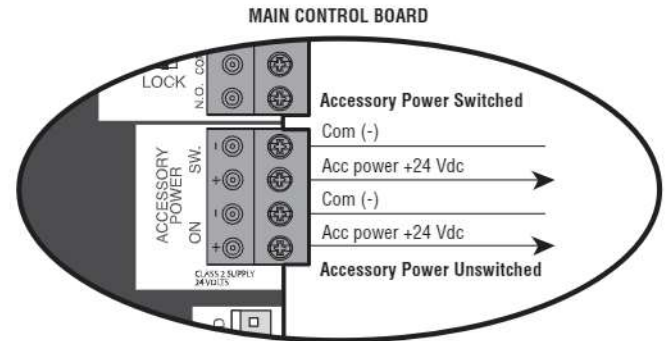 MAIN CONTROL BOARD
LOCK
N.O.
Accessory Power Switched
ACCESSORY
POWER
SW.
ON
- Com (-)
+ Acc power +24 Vdc
- Com (-)
+ Acc power +24 Vdc
CLASS 2 SUPPLY
24 VOLTS
Accessory Power Unswitched